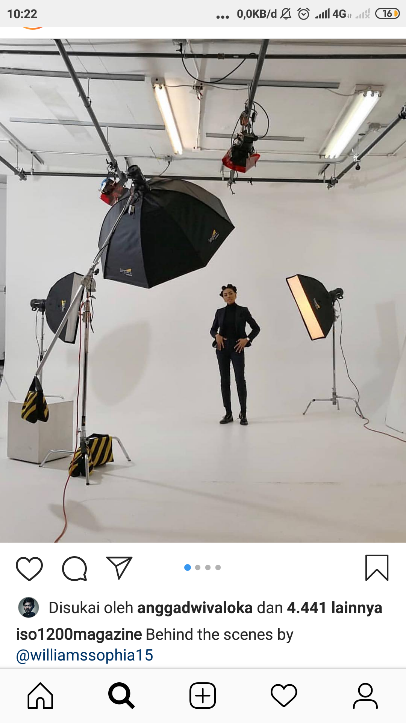 10:22 ... 0,0KB/d 4G 16
Disukai oleh anggadwivaloka dan 4.441 lainnya
iso1200magazine Behind the scenes by
@williamssophia15